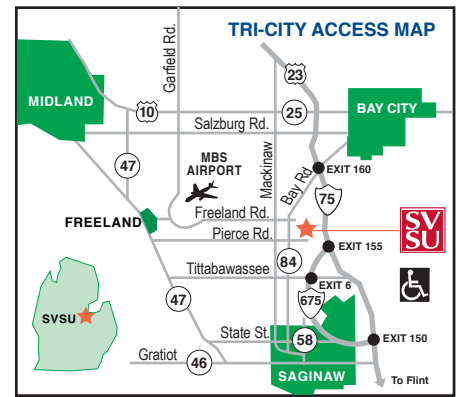 TRI-CITY ACCESS MAP
Garfield Rd.
23
MIDLAND
10
25
BAY CITY
Salzburg Rd.
47
MBS
AIRPORT
Mackinaw
Bay Rd.
EXIT 160
75
FREELAND
Freeland Rd.
SV
SU
Pierce Rd.
EXIT 155
84
Tittabawassee
EXIT 6
47
675
SVSU
State St.
58
EXIT 150
Gratiot
46
SAGINAW
To Flint